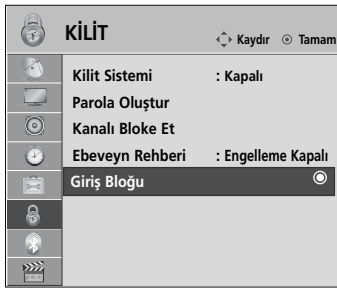 KİLİT
Kaydır Tamam
Kilit Sistemi : Kapalı
Parola Oluştur
Kanalı Bloke Et
Ebeveyn Rehberi : Engelleme Kapalı
Giriş Bloğu